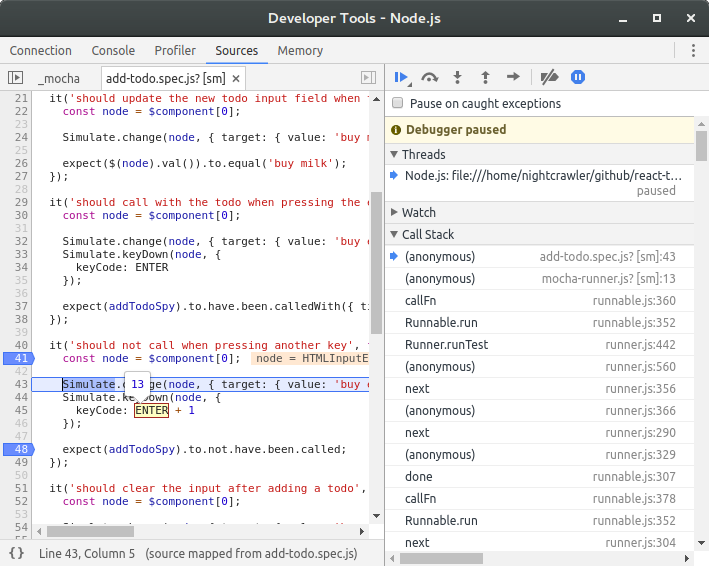 Developer Tools - Node.js
Connection Console Profiler Sources Memory
_mocha add-todo.spec.js? [sm] ×
21 it('should update the new todo input field when
22 const node = $component[0];
23
24 Simulate.change(node, { target: { value: 'buy
25
26 expect($(node).val()).to.equal('buy milk');
27 });
28
29 it('should call with the todo when pressing the
30 const node = $component[0];
31
32 Simulate.change(node, { target: { value: 'buy
33 Simulate.keyDown(node, {
34 keyCode: ENTER
35 });
36
37 expect(addTodoSpy).to.have.been.calledWith({
38 });
39
40 it('should not call when pressing another key',
41 const node = $component[0]; node = HTMLInputE
42
43 Simulate.change(node, { target: { value: 'buy
13
44 Simulate.keyDown(node, {
45 keyCode: ENTER + 1
46 });
47
48 expect(addTodoSpy).to.not.have.been.called;
49 });
50
51 it('should clear the input after adding a todo',
52 const node = $component[0];
53
54
{} Line 43, Column 5 (source mapped from add-todo.spec.js)
Pause on caught exceptions
Debugger paused
Threads
Node.js: file:///home/nightcrawler/github/react-t…
paused
Watch
Call Stack
(anonymous) add-todo.spec.js? [sm]:43
(anonymous) mocha-runner.js? [sm]:13
callFn runnable.js:360
Runnable.run runnable.js:352
Runner.runTest runner.js:442
(anonymous) runner.js:560
next runner.js:356
(anonymous) runner.js:366
next runner.js:290
(anonymous) runner.js:329
done runnable.js:307
callFn runnable.js:378
Runnable.run runnable.js:352
next runner.js:304